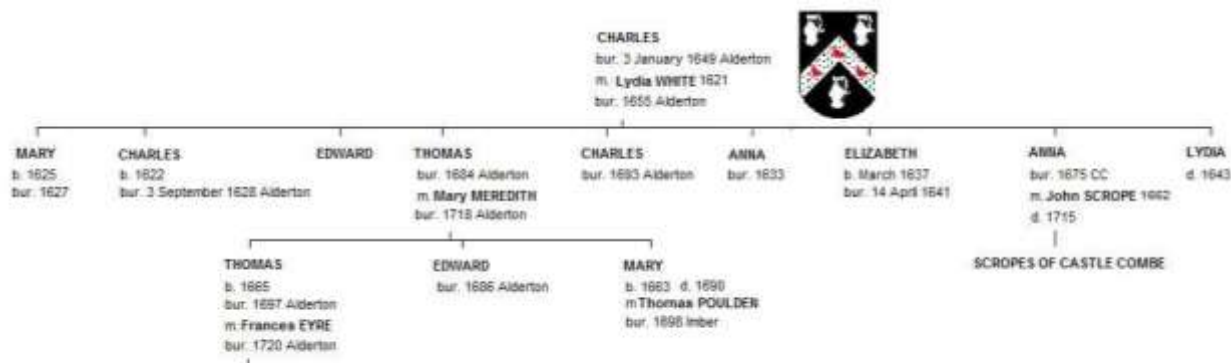 CHARLES
bur. 3 January 1649 Alderton
m. Lydia WHITE 1621
bur. 1655 Alderton
MARY
b. 1625
bur. 1627
CHARLES
b. 1622
bur. 3 September 1628 Alderton
EDWARD
THOMAS
bur. 1684 Alderton
m. Mary MEREDITH
bur. 1718 Alderton
CHARLES
bur. 1693 Alderton
ANNA
bur. 1633
ELIZABETH
b. March 1637
bur. 14 April 1641
ANNA
bur. 1675 CC
m. John SCROPE 1662
d. 1715
LYDIA
d. 1643
THOMAS
b. 1665
bur. 1697 Alderton
m. Frances EYRE
bur. 1720 Alderton
EDWARD
bur. 1686 Alderton
MARY
b. 1663 d. 1690
m Thomas POULDEN
bur. 1698 Imber
SCROPES OF CASTLE COMBE